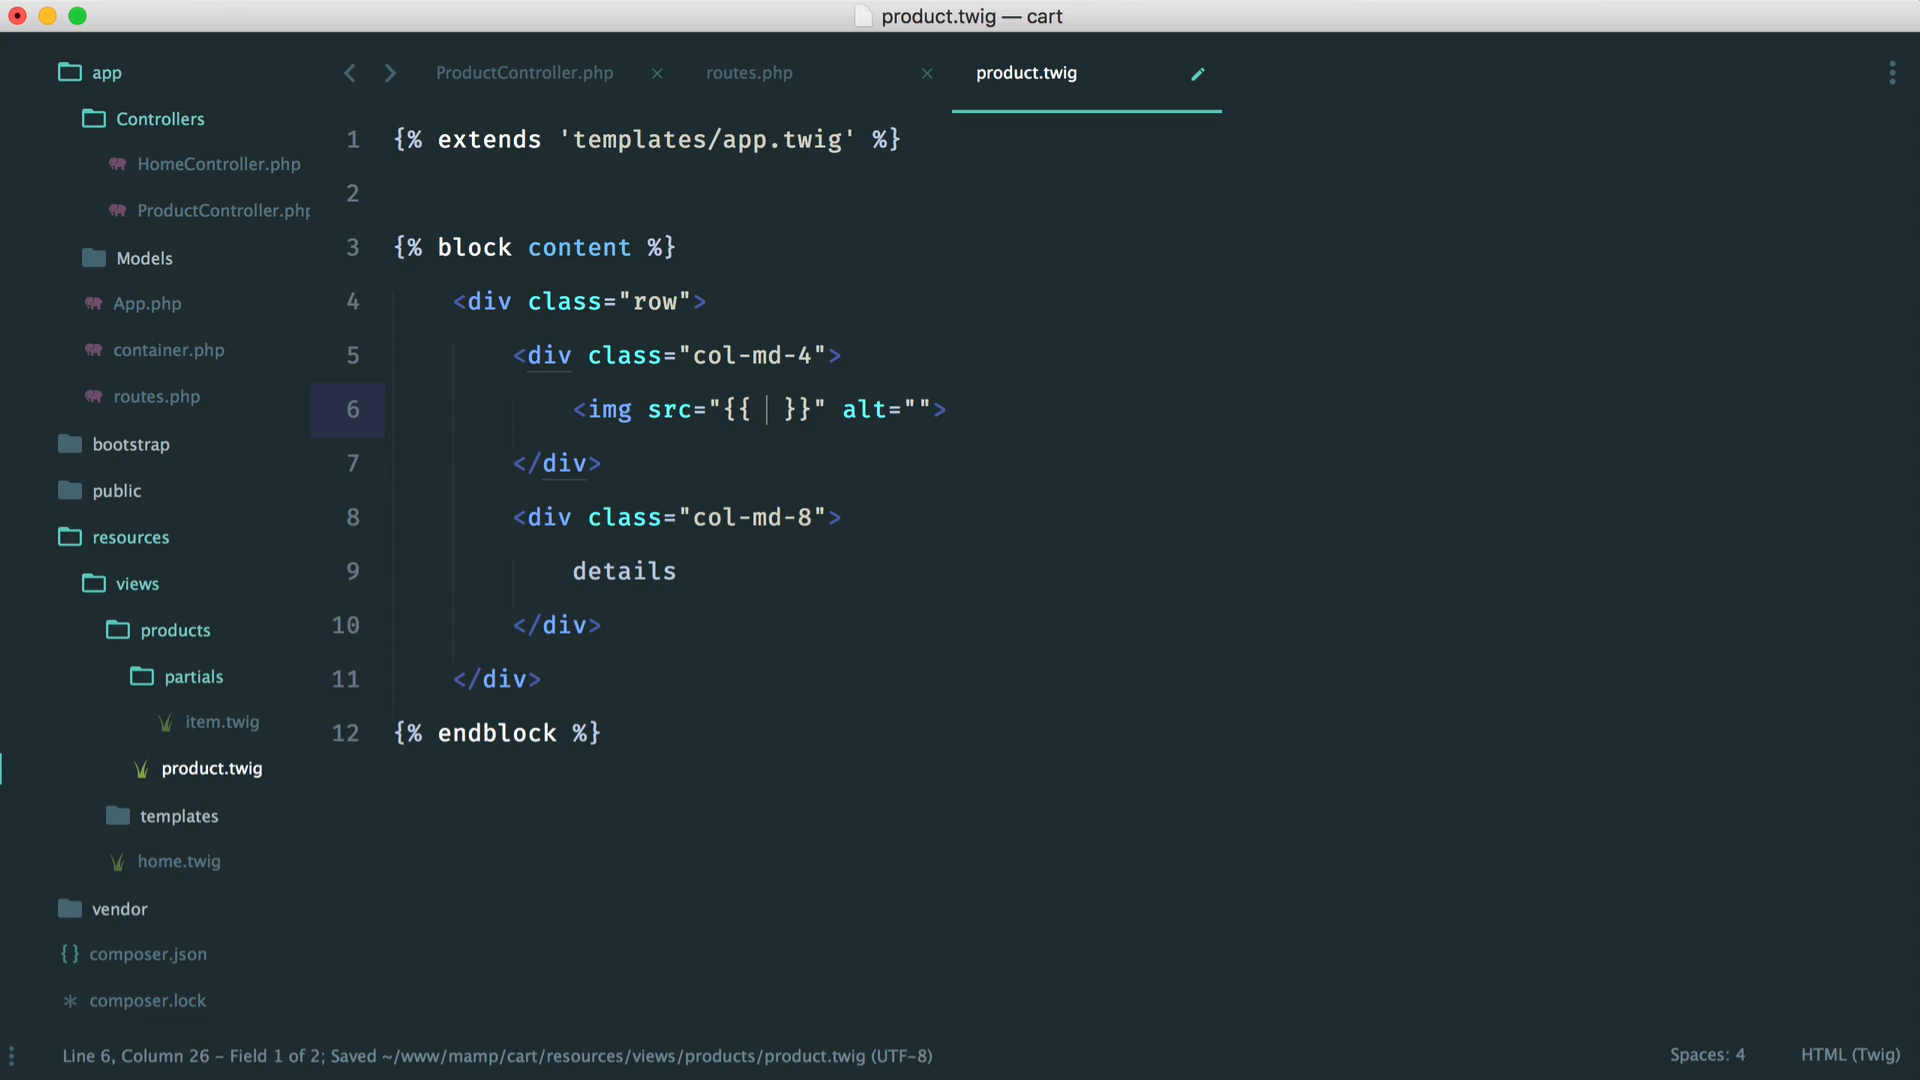 product.twig — cart
app
Controllers
HomeController.php
ProductController.php
Models
App.php
container.php
routes.php
bootstrap
public
resources
views
products
partials
item.twig
product.twig
templates
home.twig
vendor
{ } composer.json
* composer.lock
ProductController.php × routes.php × product.twig
1 {% extends 'templates/app.twig' %}
2
3 {% block content %}
4 <div class="row">
5 <div class="col-md-4">
6 <img src="{{  }}" alt="">
7 </div>
8 <div class="col-md-8">
9 details
10 </div>
11 </div>
12 {% endblock %}
Line 6, Column 26 – Field 1 of 2; Saved ~/www/mamp/cart/resources/views/products/product.twig (UTF-8)
Spaces: 4 HTML (Twig)